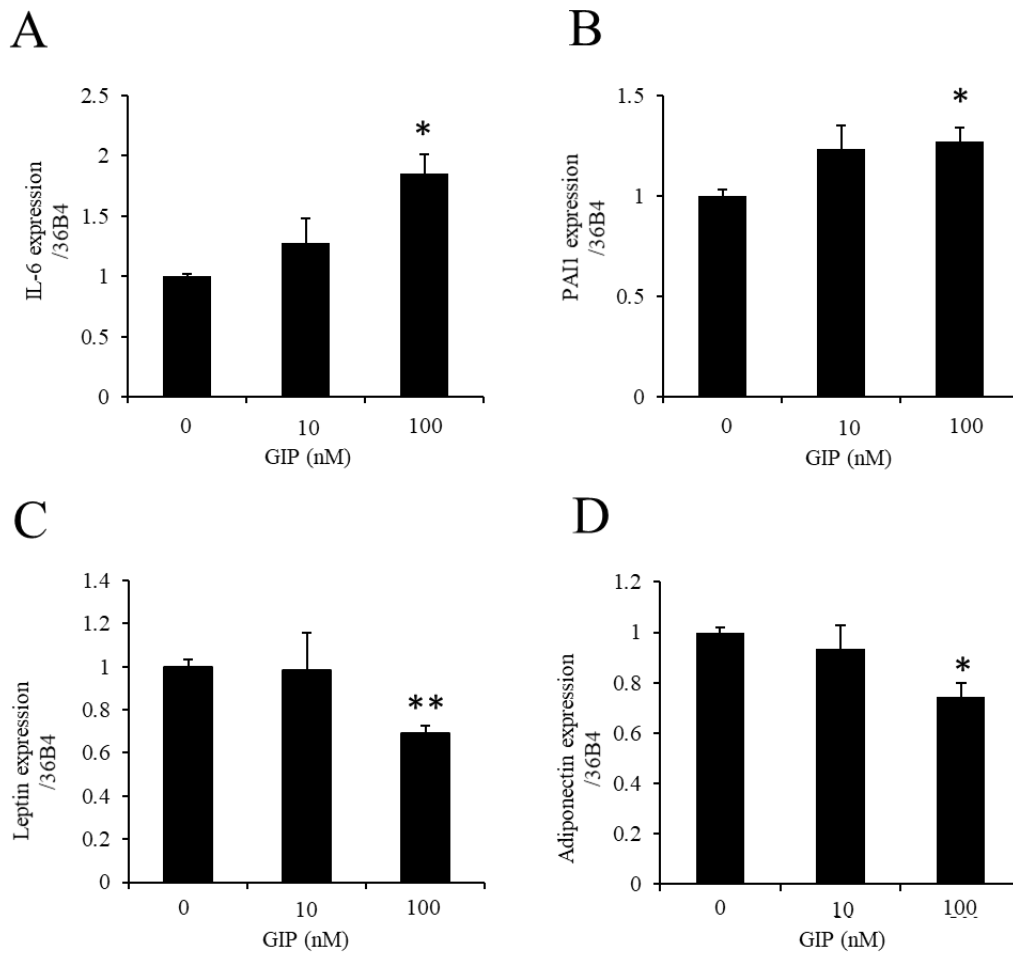 A
IL-6 expression
/36B4
2.5
2
1.5
1
0.5
0
*
0 10 100
GIP (nM)
B
PAI1 expression
/36B4
1.5
1
0.5
0
*
0 10 100
GIP (nM)
C
Leptin expression
/36B4
1.4
1.2
1
0.8
0.6
0.4
0.2
0
**
0 10 100
GIP (nM)
D
Adiponectin expression
/36B4
1.2
1
0.8
0.6
0.4
0.2
0
*
0 10 100
GIP (nM)